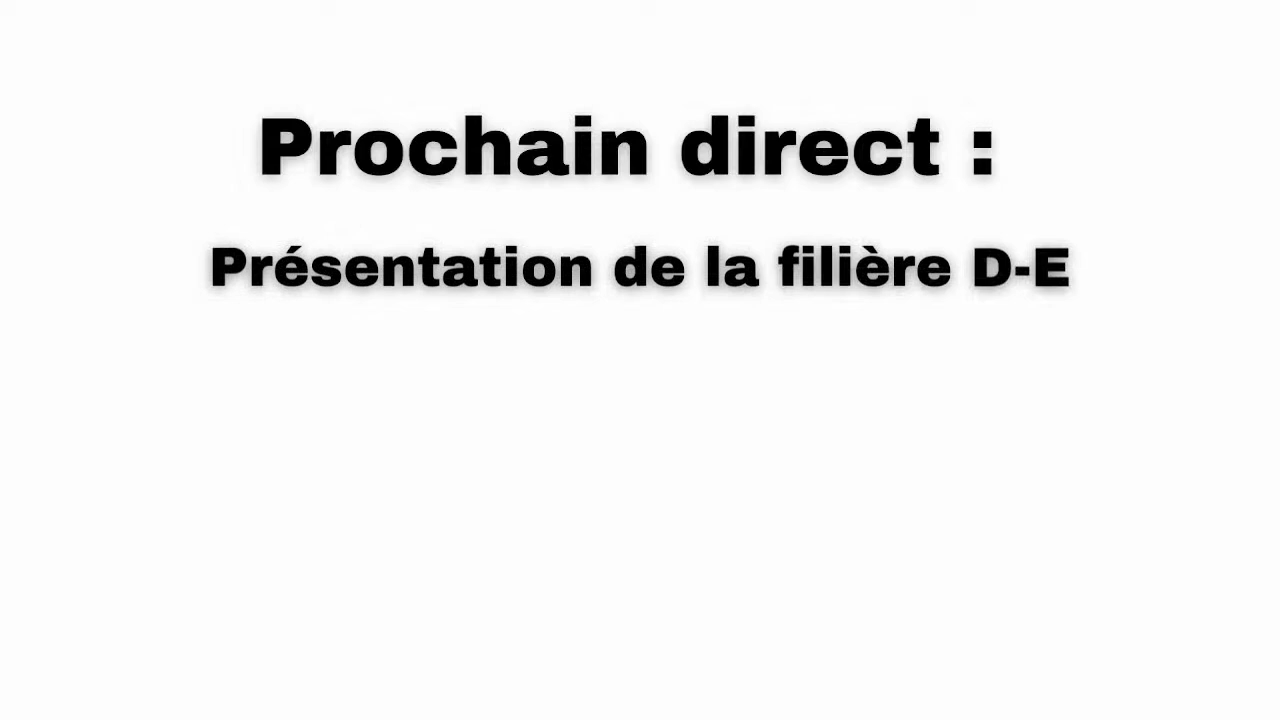 Prochain direct :
Présentation de la filière D-E